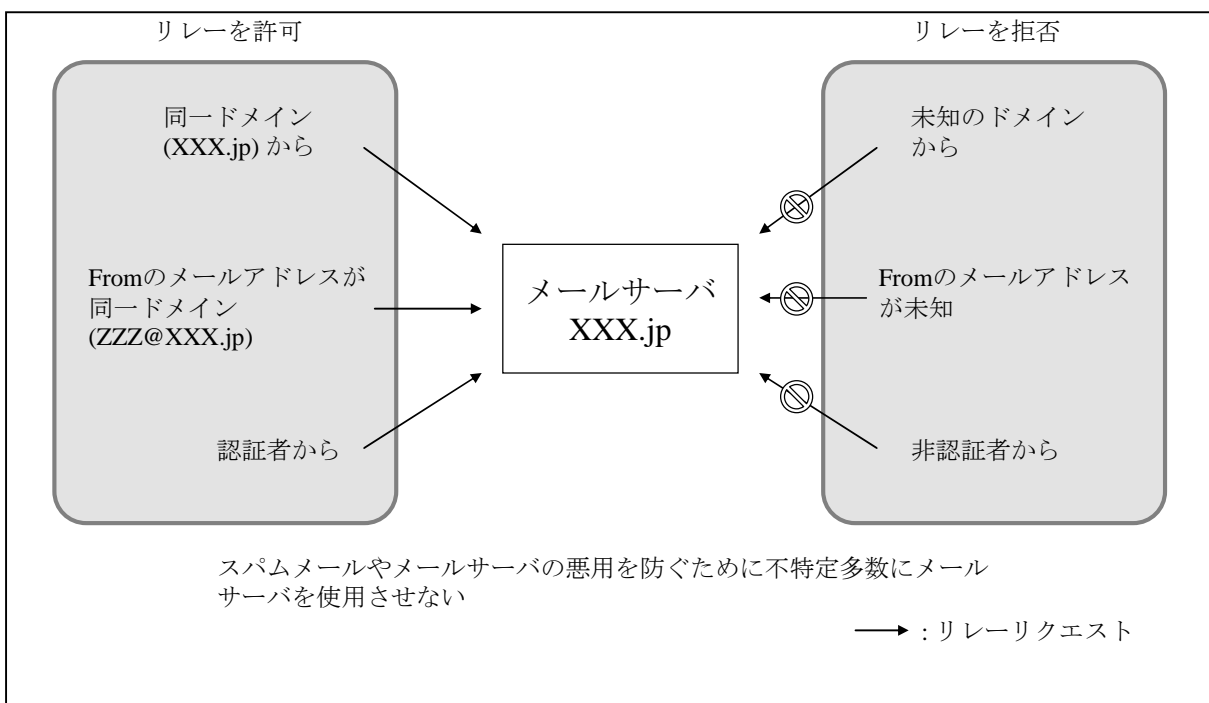 リレーを許可
リレーを拒否
同一ドメイン
(XXX.jp) から
Fromのメールアドレスが
同一ドメイン
(ZZZ@XXX.jp)
認証者から
メールサーバ
XXX.jp
未知のドメイン
から
Fromのメールアドレス
が未知
非認証者から
スパムメールやメールサーバの悪用を防ぐために不特定多数にメール
サーバを使用させない
: リレーリクエスト